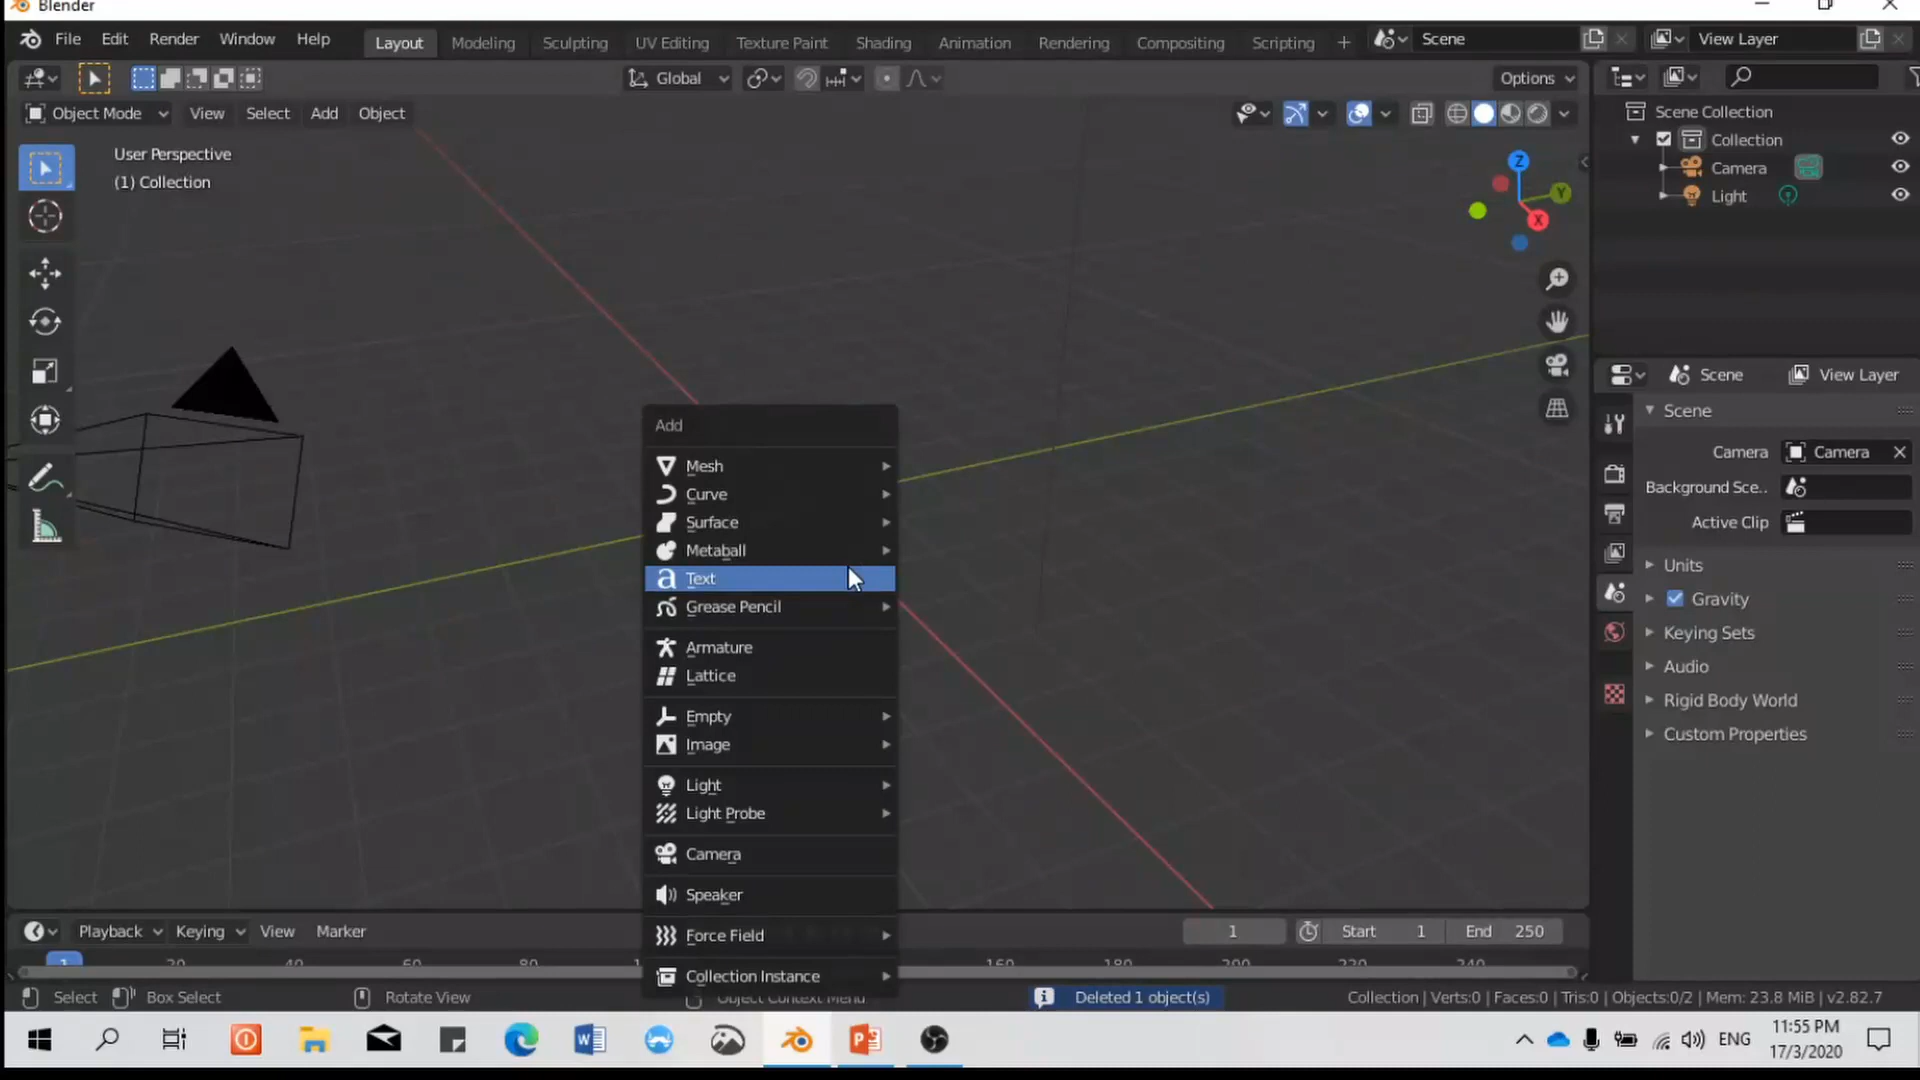 Blender
File Edit Render Window Help Layout Modeling Sculpting UV Editing Texture Paint Shading Animation Rendering Compositing Scripting + Scene View Layer
Global Options
Object Mode View Select Add Object
User Perspective
(1) Collection
Z
Y
X
Scene Collection
Collection
Camera
Light
Scene View Layer
Scene
Camera Camera
Background Sce..
Active Clip
Units
Gravity
Keying Sets
Audio
Rigid Body World
Custom Properties
Add
Mesh
Curve
Surface
Metaball
Text
Grease Pencil
Armature
Lattice
Empty
Image
Light
Light Probe
Camera
Speaker
Force Field
Collection Instance
Playback Keying View Marker 1 Start 1 End 250
1 20 40 60 80 160 180 200 220 240
Select Box Select Rotate View Object Context Menu Deleted 1 object(s) Collection | Verts:0 | Faces:0 | Tris:0 | Objects:0/2 | Mem: 23.8 MiB | v2.82.7
ENG
11:55 PM
17/3/2020